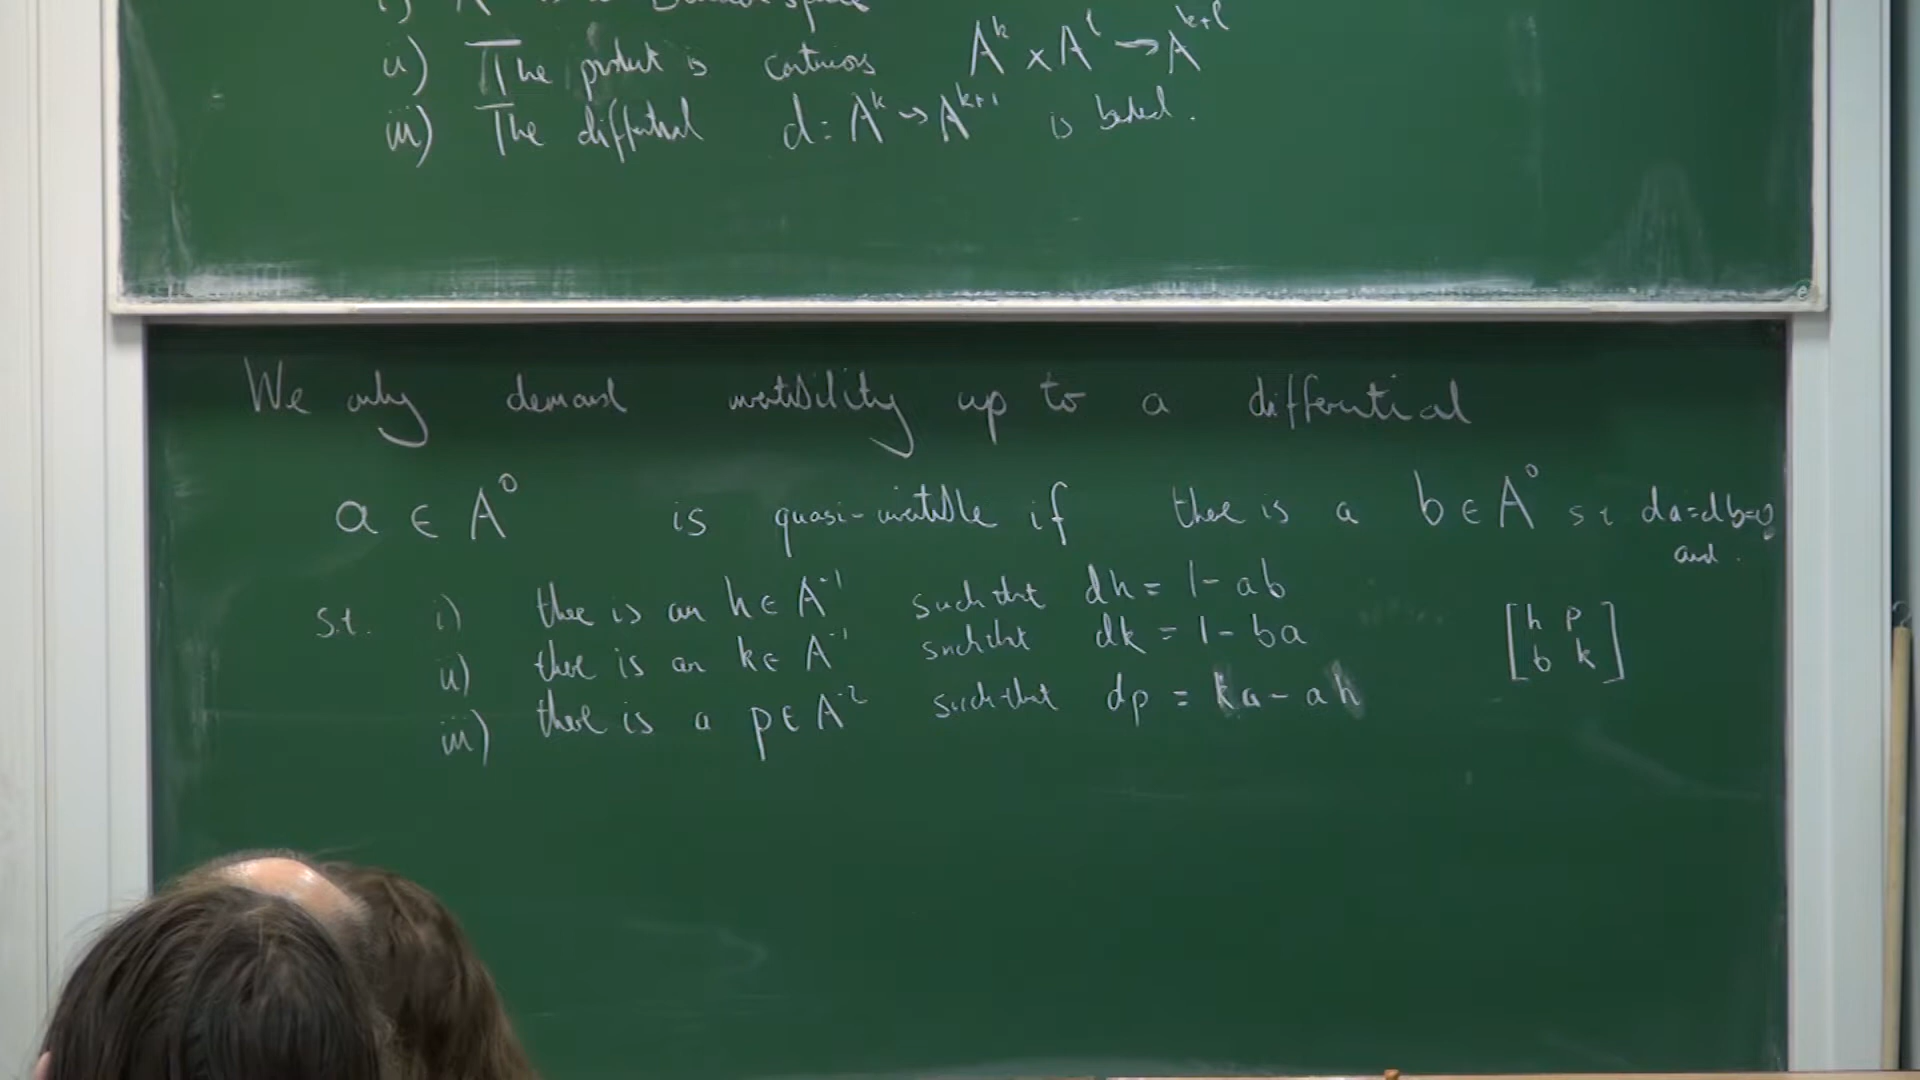 ii) The product is continuous A^k × A^l → A^{k+l}
iii) The differential d: A^k → A^{k+1} is bounded.
We only demand invertibility up to a differential
a ∈ A^0 is quasi-invertible if there is a b ∈ A^0 s t da=db=0
and
s.t. i) there is an h ∈ A^{-1} such that dh = 1 - ab
ii) there is an k ∈ A^{-1} such that dk = 1 - ba
iii) there is a p ∈ A^{-2} such that dp = ka - ah
[h p
b k]